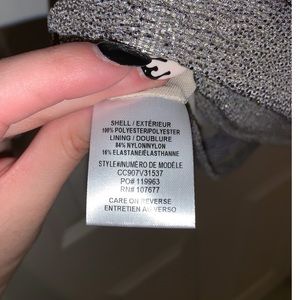 SHELL / EXTÉRIEUR
100% POLYESTER/POLYESTER
LINING / DOUBLURE
84% NYLON/NYLON
16% ELASTANE/ELASTHANNE
STYLE#/NUMÉRO DE MODÈLE
CC907V31537
PO# 119963
RN# 107677
CARE ON REVERSE
ENTRETIEN AU VERSO